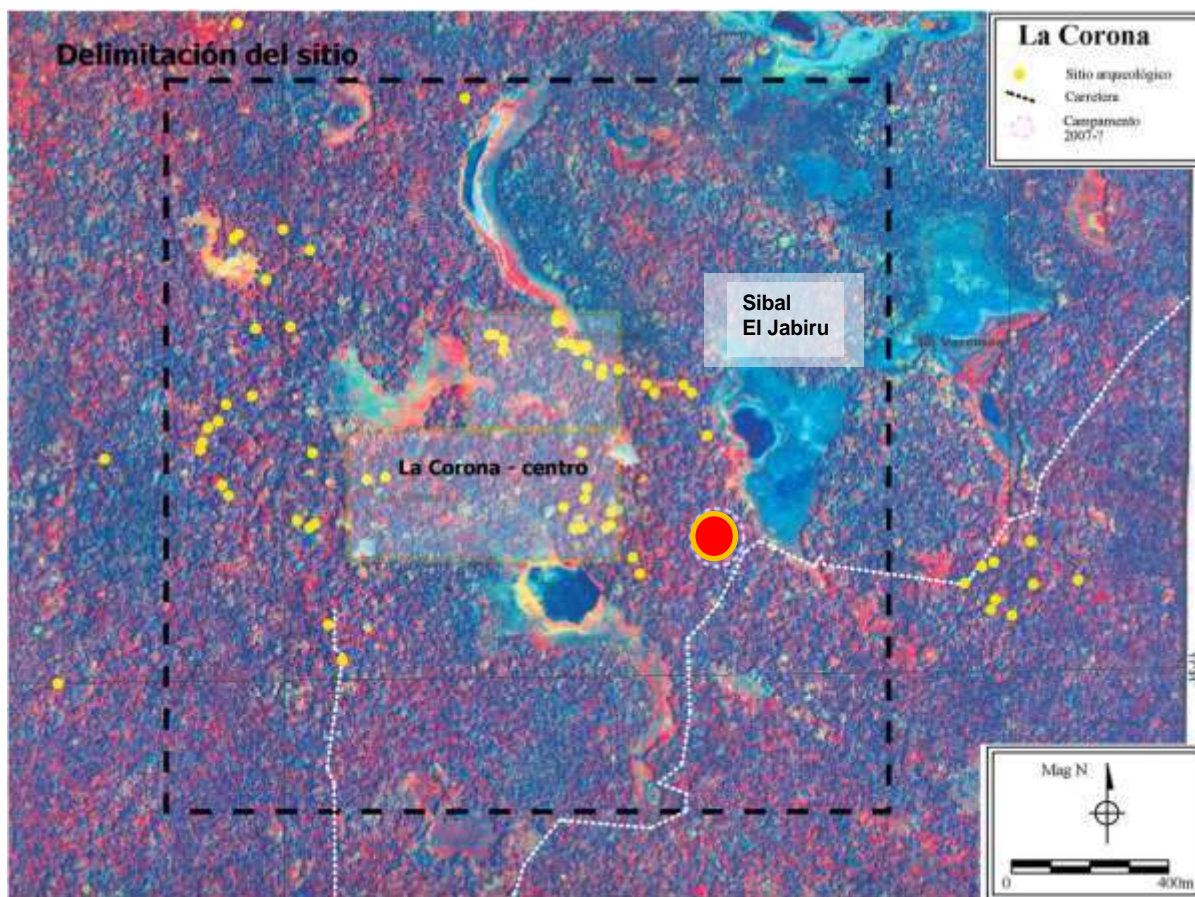 Delimitación del sitio
La Corona
Sitio arqueológico
Carretera
Campamento
2007-?
Sibal
El Jabiru
La Corona - centro
Mag N
0
400m